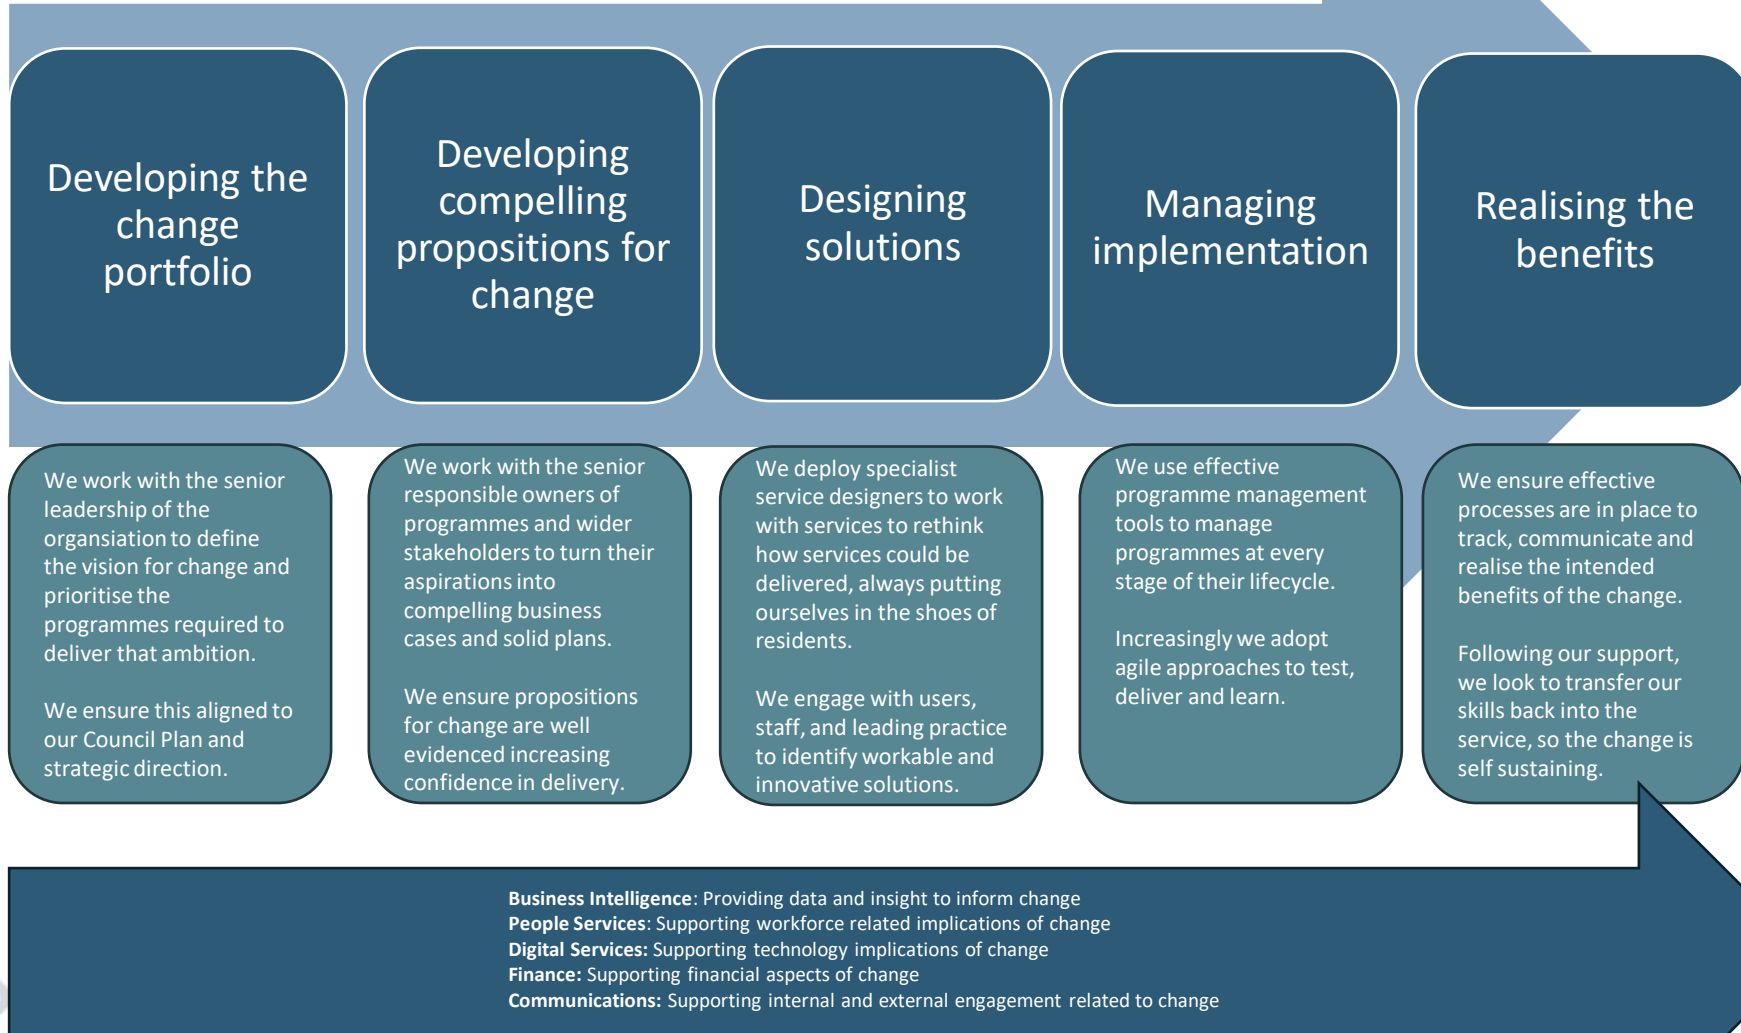 Developing the
change
portfolio
Developing
compelling
propositions for
change
Designing
solutions
Managing
implementation
Realising the
benefits
We work with the senior
leadership of the
organsiation to define
the vision for change and
prioritise the
programmes required to
deliver that ambition.
We ensure this aligned to
our Council Plan and
strategic direction.
We work with the senior
responsible owners of
programmes and wider
stakeholders to turn their
aspirations into
compelling business
cases and solid plans.
We ensure propositions
for change are well
evidenced increasing
confidence in delivery.
We deploy specialist
service designers to work
with services to rethink
how services could be
delivered, always putting
ourselves in the shoes of
residents.
We engage with users,
staff, and leading practice
to identify workable and
innovative solutions.
We use effective
programme management
tools to manage
programmes at every
stage of their lifecycle.
Increasingly we adopt
agile approaches to test,
deliver and learn.
We ensure effective
processes are in place to
track, communicate and
realise the intended
benefits of the change.
Following our support,
we look to transfer our
skills back into the
service, so the change is
self sustaining.
Business Intelligence: Providing data and insight to inform change
People Services: Supporting workforce related implications of change
Digital Services: Supporting technology implications of change
Finance: Supporting financial aspects of change
Communications: Supporting internal and external engagement related to change